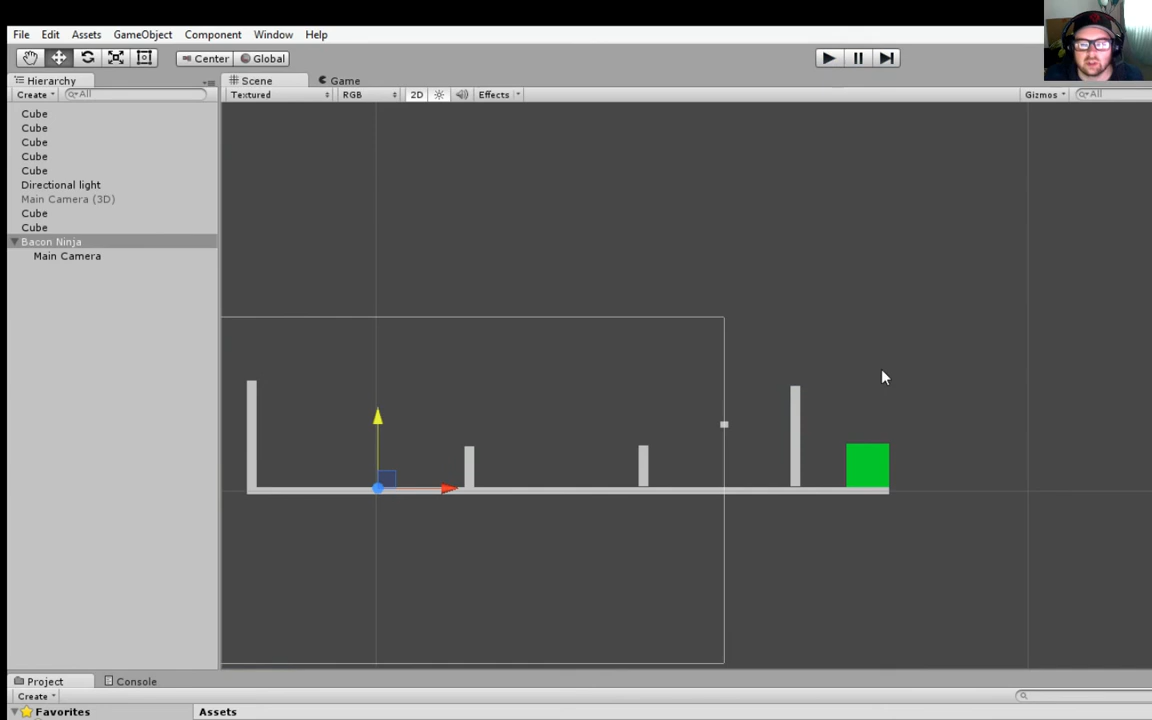 File Edit Assets GameObject Component Window Help
Center Global
Hierarchy
Scene Game
Create All
Textured RGB 2D Effects Gizmos All
Cube
Cube
Cube
Cube
Cube
Directional light
Main Camera (3D)
Cube
Cube
Bacon Ninja
Main Camera
Project Console
Create
Favorites Assets